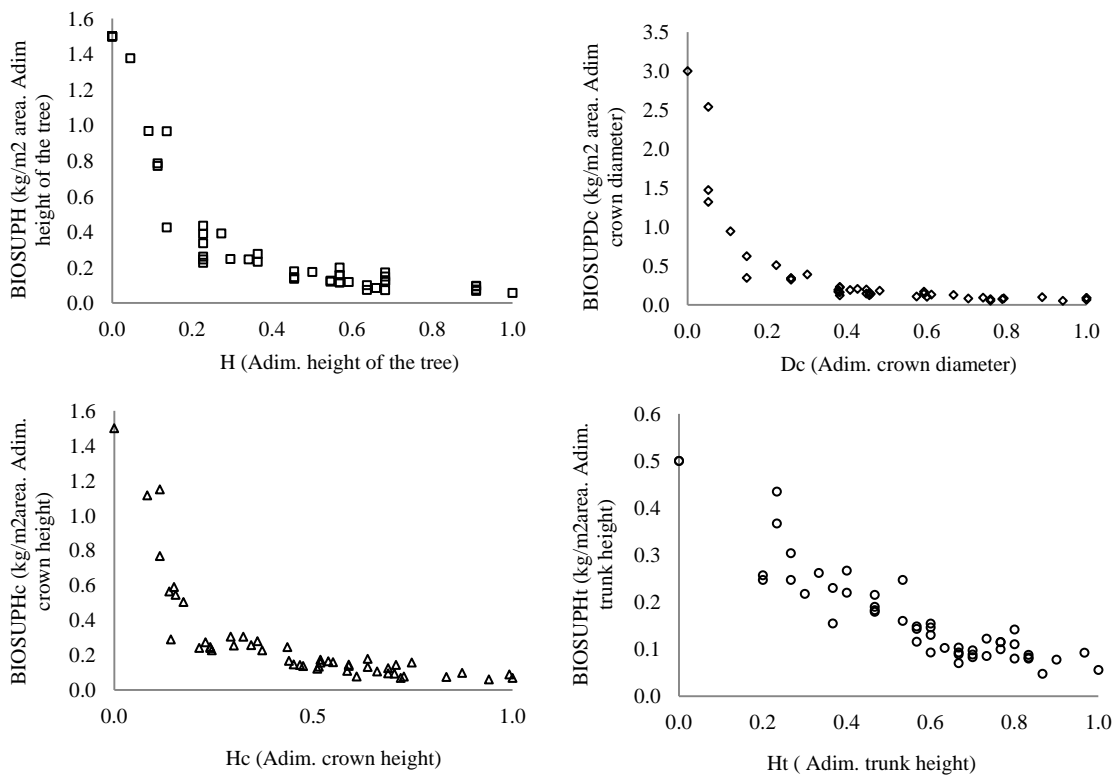 BIOSUPH (kg/m2 area. Adim
height of the tree)
1.6
1.4
1.2
1.0
0.8
0.6
0.4
0.2
0.0
0.0 0.2 0.4 0.6 0.8 1.0
H (Adim. height of the tree)
BIOSUPDc (kg/m2 area. Adim
crown diameter)
3.5
3.0
2.5
2.0
1.5
1.0
0.5
0.0
0.0 0.2 0.4 0.6 0.8 1.0
Dc (Adim. crown diameter)
BIOSUPHc (kg/m2area. Adim.
crown height)
1.6
1.4
1.2
1.0
0.8
0.6
0.4
0.2
0.0
0.0 0.5 1.0
Hc (Adim. crown height)
BIOSUPHt (kg/m2area. Adim.
trunk height)
0.6
0.5
0.4
0.3
0.2
0.1
0.0
0.0 0.2 0.4 0.6 0.8 1.0
Ht ( Adim. trunk height)